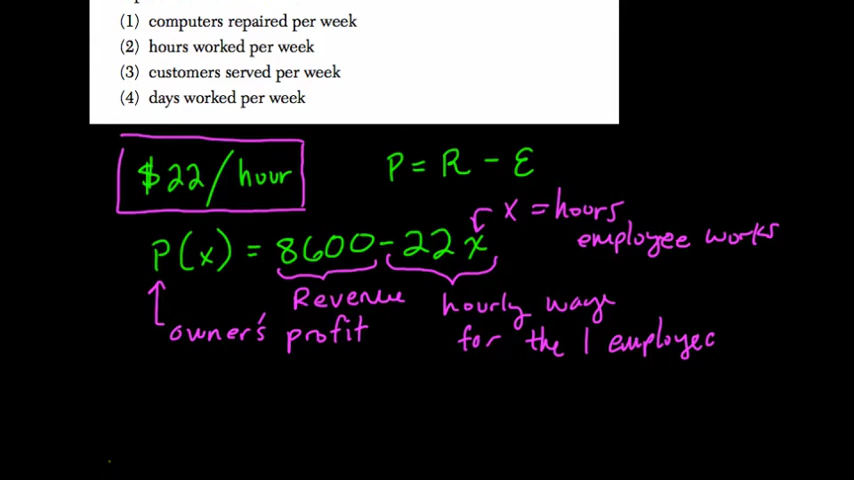 (1) computers repaired per week
(2) hours worked per week
(3) customers served per week
(4) days worked per week
$22/hour
P = R - E
x = hours
employee works
P(x) = 8600 - 22x
Revenue
hourly wage
owner's profit
for the 1 employee